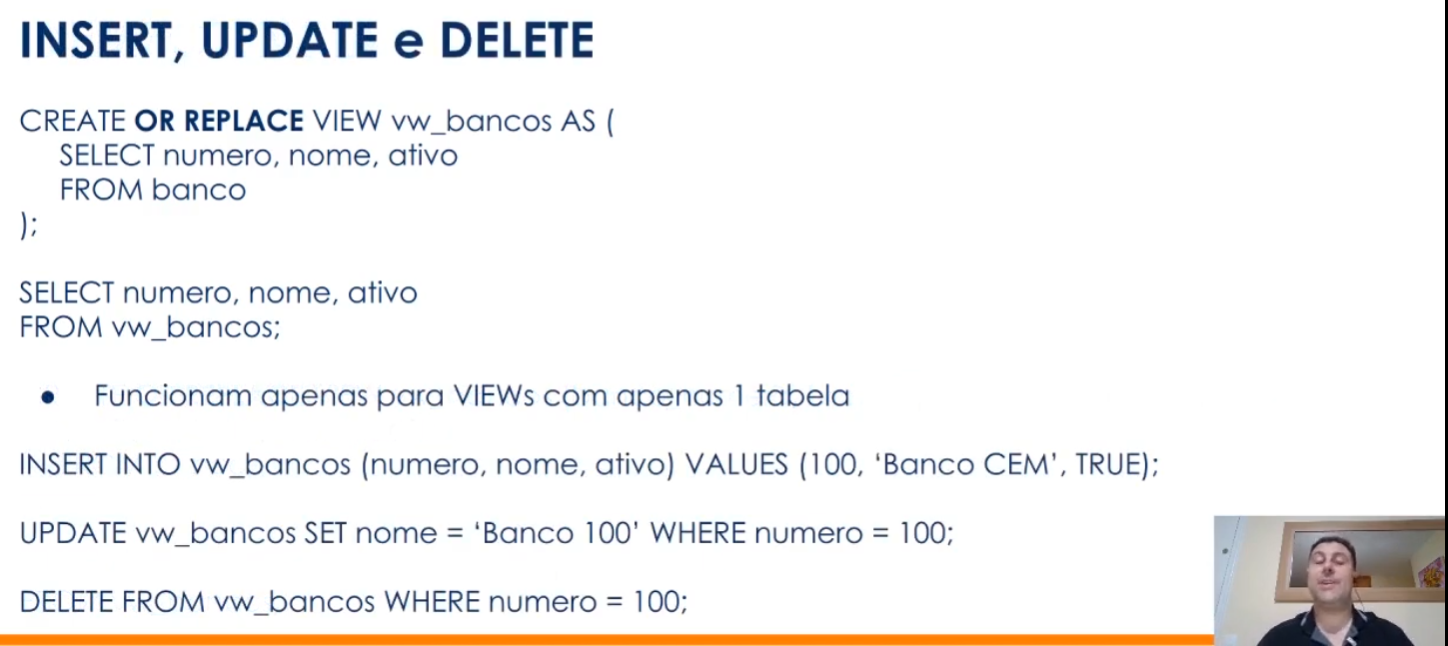 INSERT, UPDATE e DELETE
CREATE OR REPLACE VIEW vw_bancos AS (
SELECT numero, nome, ativo
FROM banco
);
SELECT numero, nome, ativo
FROM vw_bancos;
● Funcionam apenas para VIEWs com apenas 1 tabela
INSERT INTO vw_bancos (numero, nome, ativo) VALUES (100, ‘Banco CEM’, TRUE);
UPDATE vw_bancos SET nome = ‘Banco 100’ WHERE numero = 100;
DELETE FROM vw_bancos WHERE numero = 100;